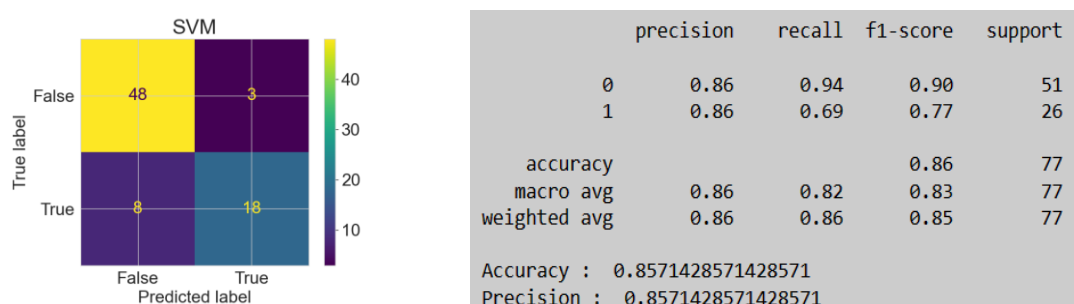 SVM
False
True
True label
48
3
8
18
False
True
Predicted label
40
30
20
10
precision recall f1-score support
0 0.86 0.94 0.90 51
1 0.86 0.69 0.77 26
accuracy 0.86 77
macro avg 0.86 0.82 0.83 77
weighted avg 0.86 0.86 0.85 77
Accuracy : 0.8571428571428571
Precision : 0.8571428571428571